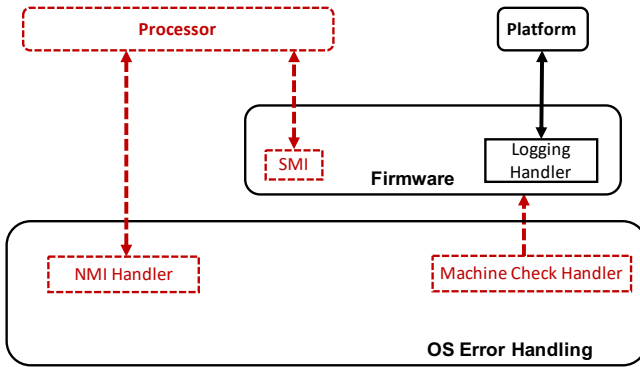 Processor
Platform
SMI
Logging
Handler
Firmware
NMI Handler
Machine Check Handler
OS Error Handling